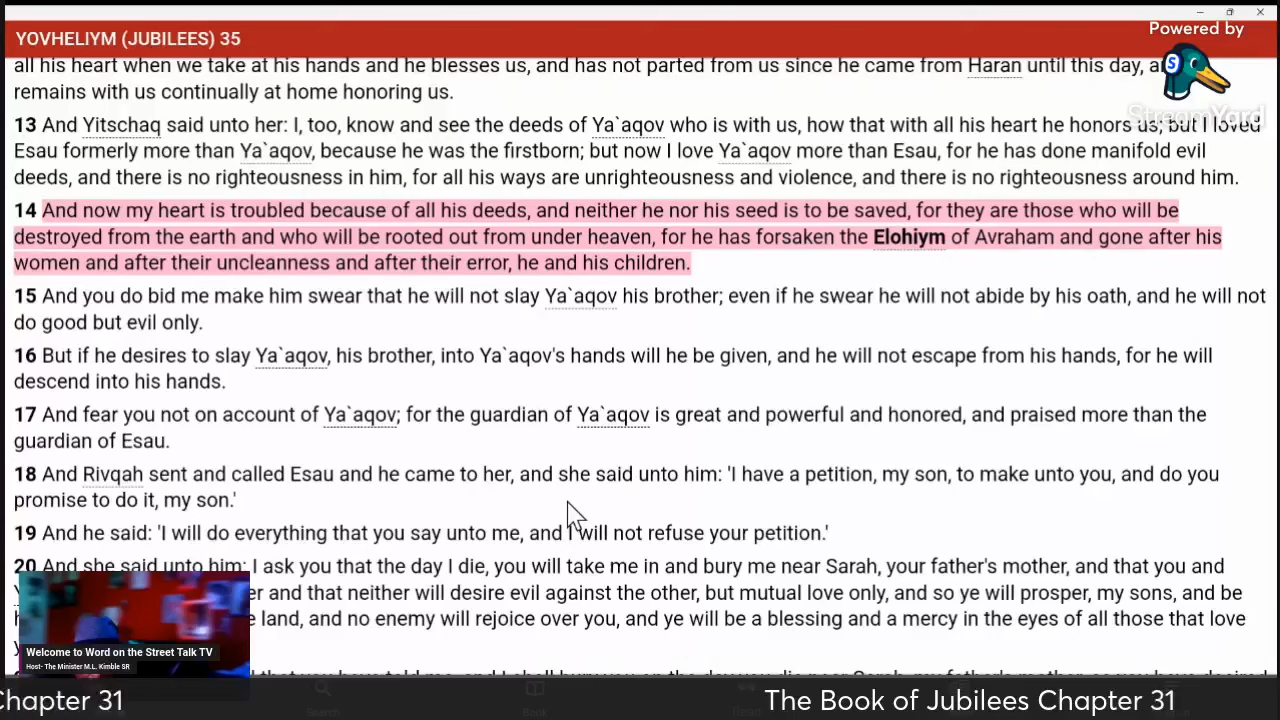 YOVHELIYM (JUBILEES) 35
Powered by
S
StreamYard
all his heart when we take at his hands and he blesses us, and has not parted from us since he came from Haran until this day, a
remains with us continually at home honoring us.
13 And Yitschaq said unto her: I, too, know and see the deeds of Ya`aqov who is with us, how that with all his heart he honors us; but I loved
Esau formerly more than Ya`aqov, because he was the firstborn; but now I love Ya`aqov more than Esau, for he has done manifold evil
deeds, and there is no righteousness in him, for all his ways are unrighteousness and violence, and there is no righteousness around him.
14 And now my heart is troubled because of all his deeds, and neither he nor his seed is to be saved, for they are those who will be
destroyed from the earth and who will be rooted out from under heaven, for he has forsaken the Elohiym of Avraham and gone after his
women and after their uncleanness and after their error, he and his children.
15 And you do bid me make him swear that he will not slay Ya`aqov his brother; even if he swear he will not abide by his oath, and he will not
do good but evil only.
16 But if he desires to slay Ya`aqov, his brother, into Ya`aqov's hands will he be given, and he will not escape from his hands, for he will
descend into his hands.
17 And fear you not on account of Ya`aqov; for the guardian of Ya`aqov is great and powerful and honored, and praised more than the
guardian of Esau.
18 And Rivqah sent and called Esau and he came to her, and she said unto him: 'I have a petition, my son, to make unto you, and do you
promise to do it, my son.'
19 And he said: 'I will do everything that you say unto me, and I will not refuse your petition.'
20 And she said unto him: I ask you that the day I die, you will take me in and bury me near Sarah, your father's mother, and that you and
er and that neither will desire evil against the other, but mutual love only, and so ye will prosper, my sons, and be
e land, and no enemy will rejoice over you, and ye will be a blessing and a mercy in the eyes of all those that love
Welcome to Word on the Street Talk TV
Host- The Minister M.L. Kimble SR
Search
Book
Read
Chapter 31
The Book of Jubilees Chapter 31